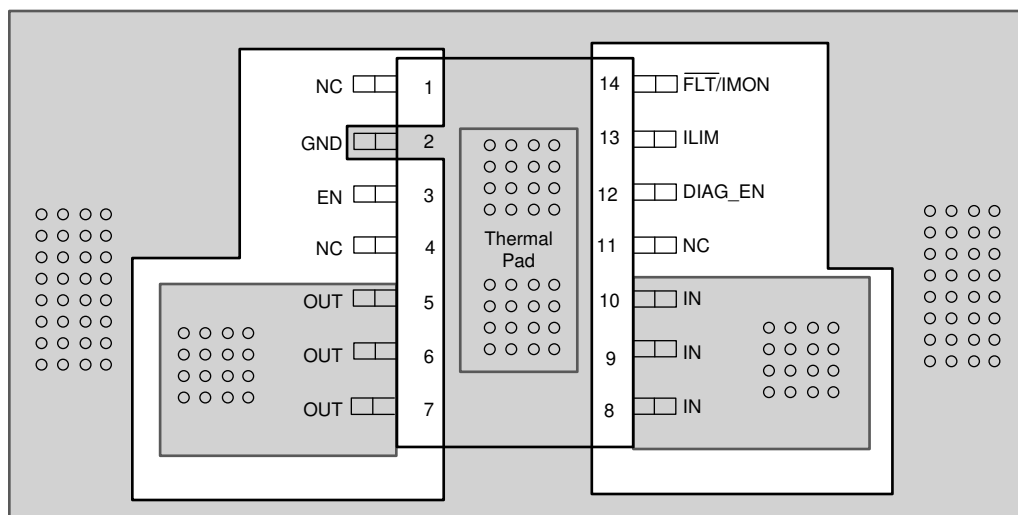 NC 1 14 F̅L̅T̅/IMON
GND 2 13 ILIM
EN 3 12 DIAG_EN
NC 4 Thermal 11 NC
Pad
OUT 5 10 IN
OUT 6 9 IN
OUT 7 8 IN